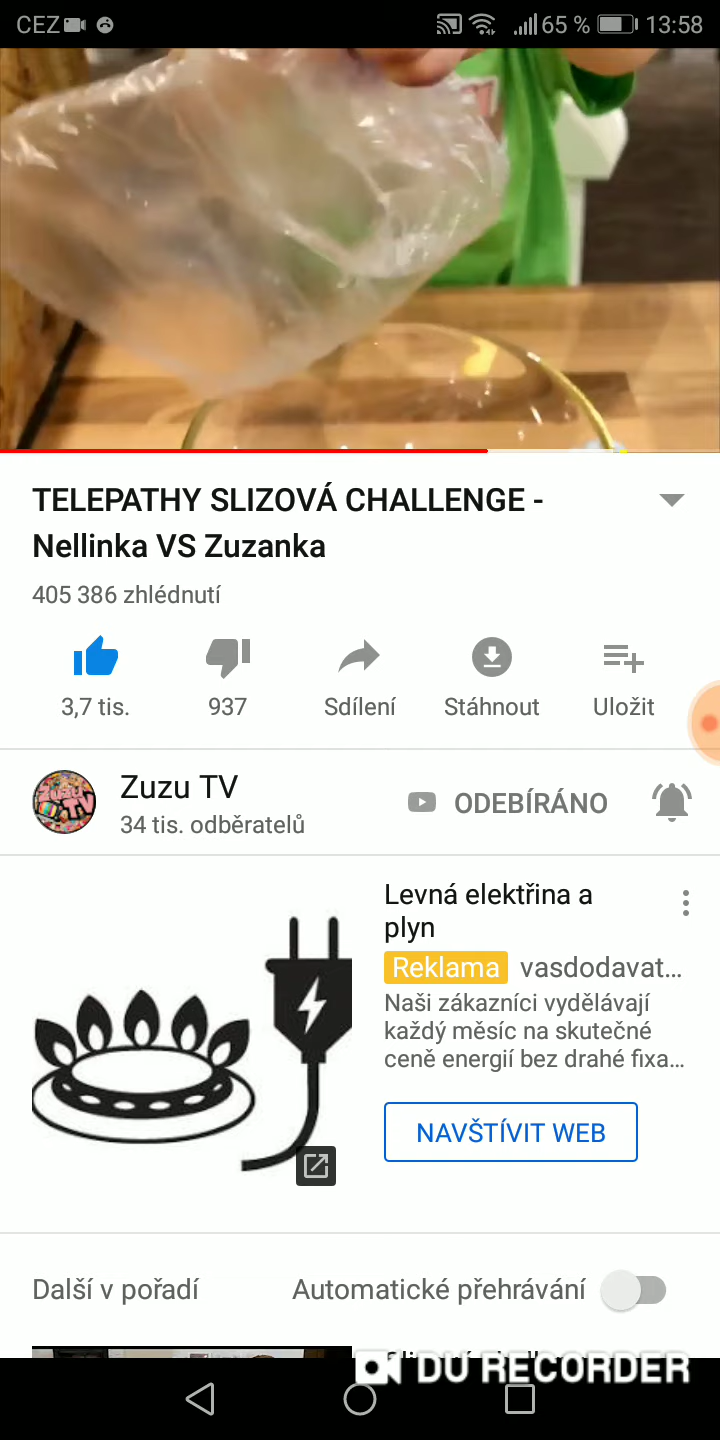 CEZ 65 % 13:58
TELEPATHY SLIZOVÁ CHALLENGE -
Nellinka VS Zuzanka
405 386 zhlédnutí
3,7 tis. 937 Sdílení Stáhnout Uložit
ZUZU TV
Zuzu TV
34 tis. odběratelů
ODEBÍRÁNO
Levná elektřina a
plyn
Reklama vasdodavat...
Naši zákazníci vydělávají
každý měsíc na skutečné
ceně energií bez drahé fixa...
NAVŠTÍVIT WEB
Další v pořadí Automatické přehrávání
DU RECORDER